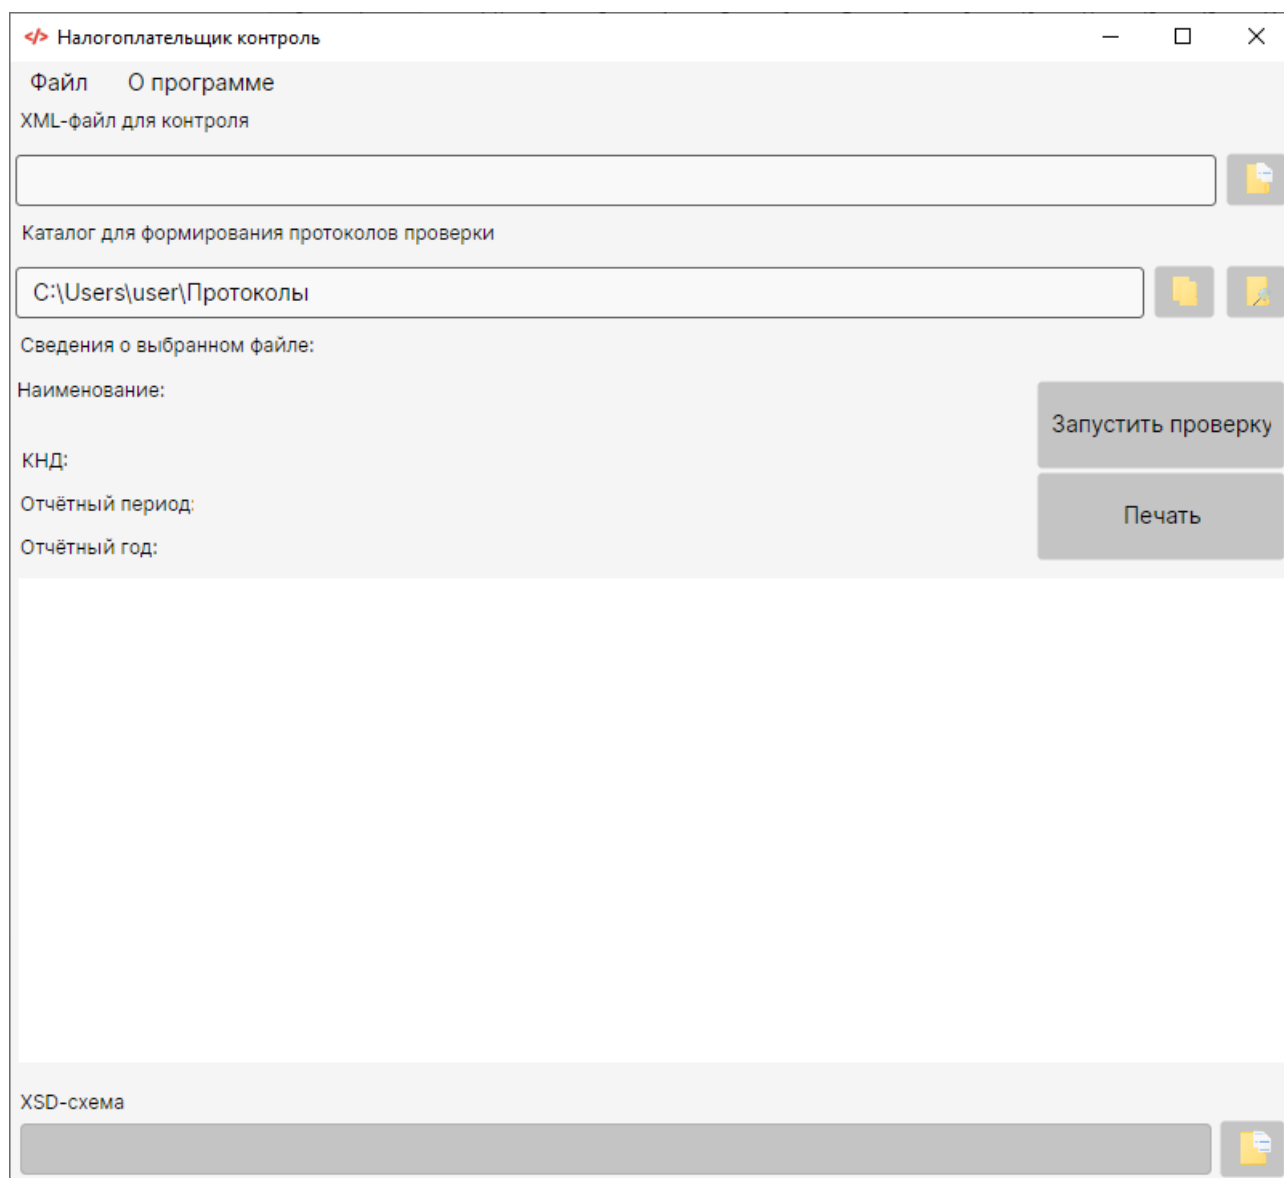 </> Налогоплательщик контроль
Файл О программе
XML-файл для контроля
Каталог для формирования протоколов проверки
C:\Users\user\Протоколы
Сведения о выбранном файле:
Наименование:
Запустить проверку
КНД:
Отчётный период:
Печать
Отчётный год:
XSD-схема